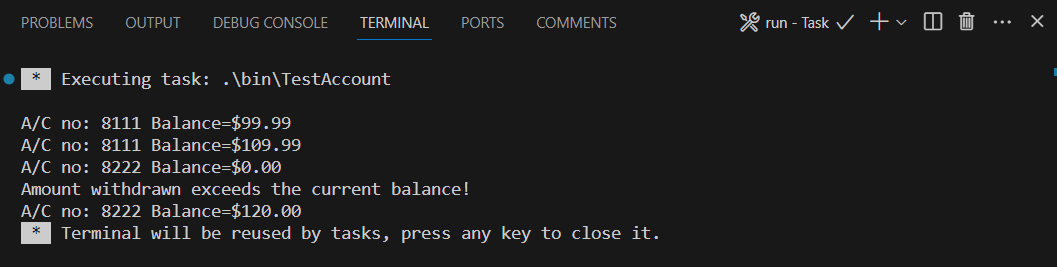 PROBLEMS OUTPUT DEBUG CONSOLE TERMINAL PORTS COMMENTS run - Task
* Executing task: .\bin\TestAccount
A/C no: 8111 Balance=$99.99
A/C no: 8111 Balance=$109.99
A/C no: 8222 Balance=$0.00
Amount withdrawn exceeds the current balance!
A/C no: 8222 Balance=$120.00
* Terminal will be reused by tasks, press any key to close it.